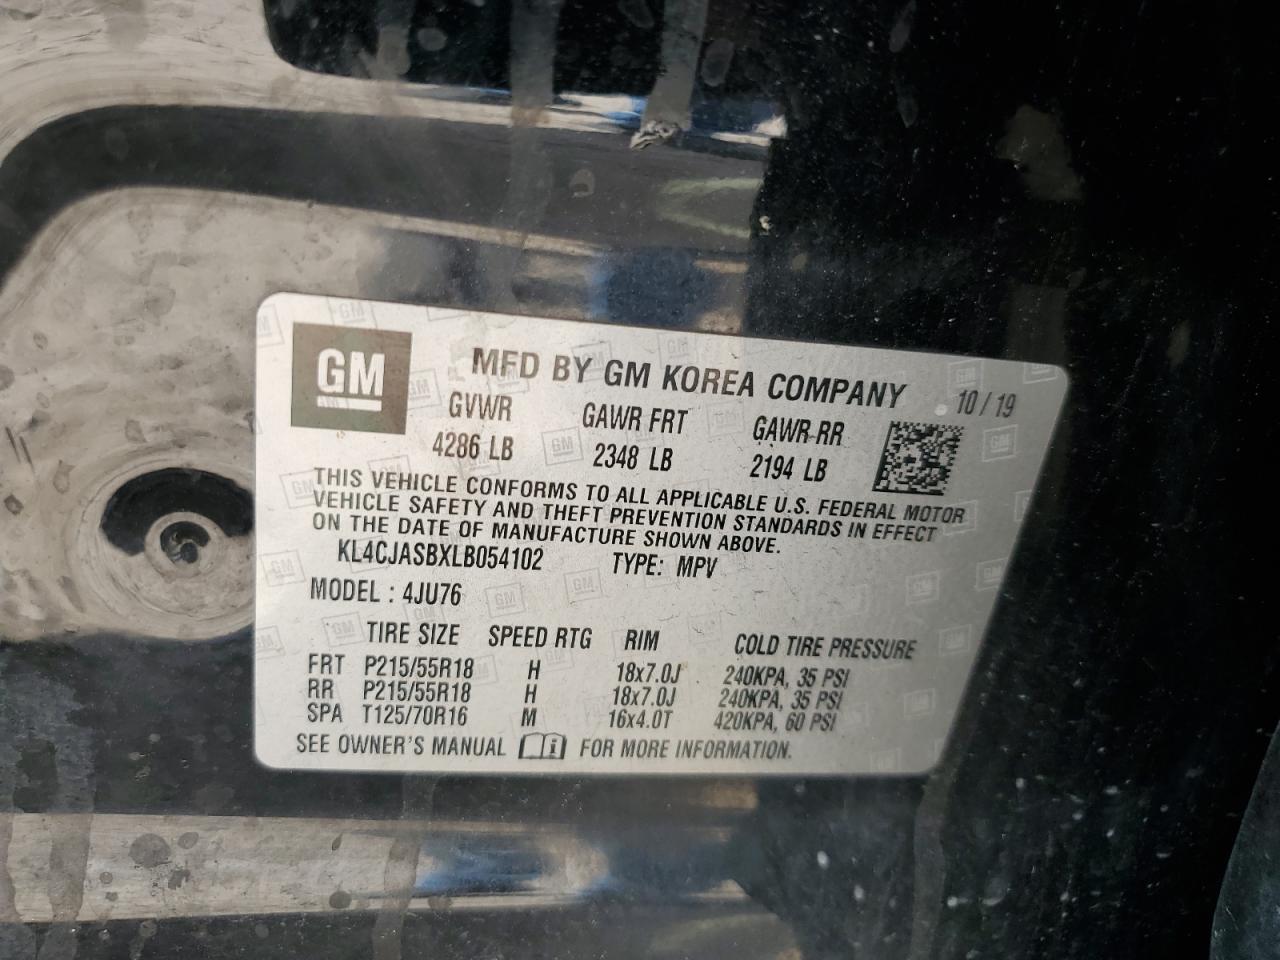 GM
MFD BY GM KOREA COMPANY
10 / 19
GVWR GAWR FRT GAWR RR
4286 LB 2348 LB 2194 LB
THIS VEHICLE CONFORMS TO ALL APPLICABLE U.S. FEDERAL MOTOR
VEHICLE SAFETY AND THEFT PREVENTION STANDARDS IN EFFECT
ON THE DATE OF MANUFACTURE SHOWN ABOVE.
KL4CJASBXLB054102 TYPE: MPV
MODEL : 4JU76
TIRE SIZE SPEED RTG RIM COLD TIRE PRESSURE
FRT P215/55R18 H 18x7.0J 240KPA, 35 PSI
RR P215/55R18 H 18x7.0J 240KPA, 35 PSI
SPA T125/70R16 M 16x4.0T 420KPA, 60 PSI
SEE OWNER'S MANUAL FOR MORE INFORMATION.